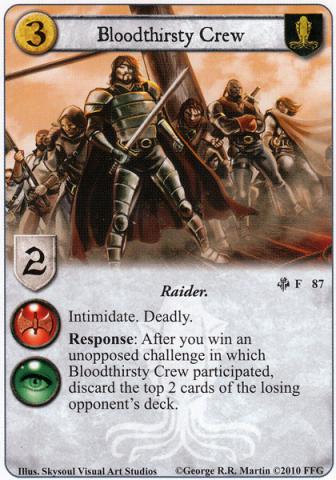 3 Bloodthirsty Crew
2
F 87
Raider.
Intimidate. Deadly.
Response: After you win an
unopposed challenge in which
Bloodthirsty Crew participated,
discard the top 2 cards of the losing
opponent's deck.
Illus. Skysoul Visual Art Studios ©George R.R. Martin ©2010 FFG